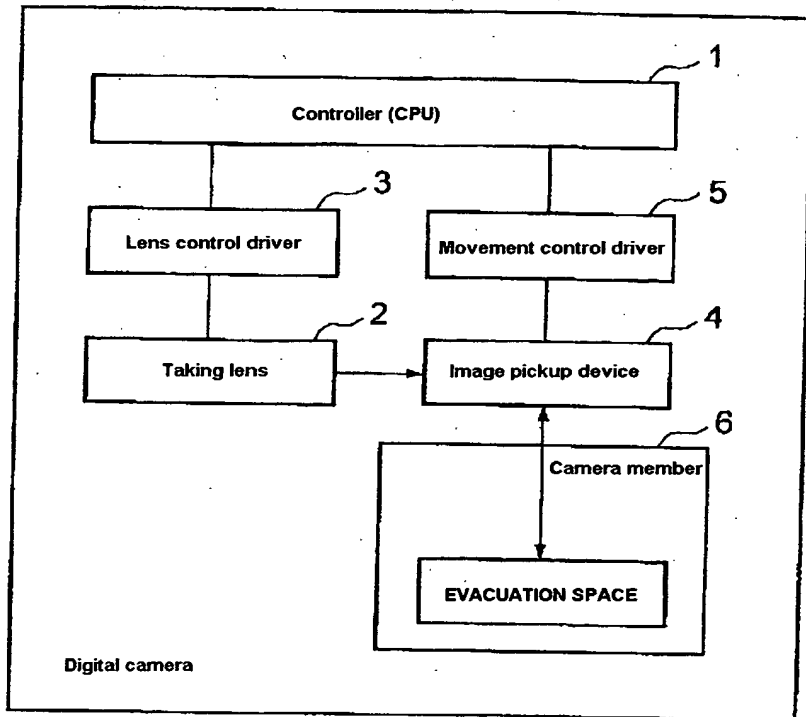 1
Controller (CPU)
3
5
Lens control driver
Movement control driver
2
4
Taking lens
Image pickup device
6
Camera member
EVACUATION SPACE
Digital camera